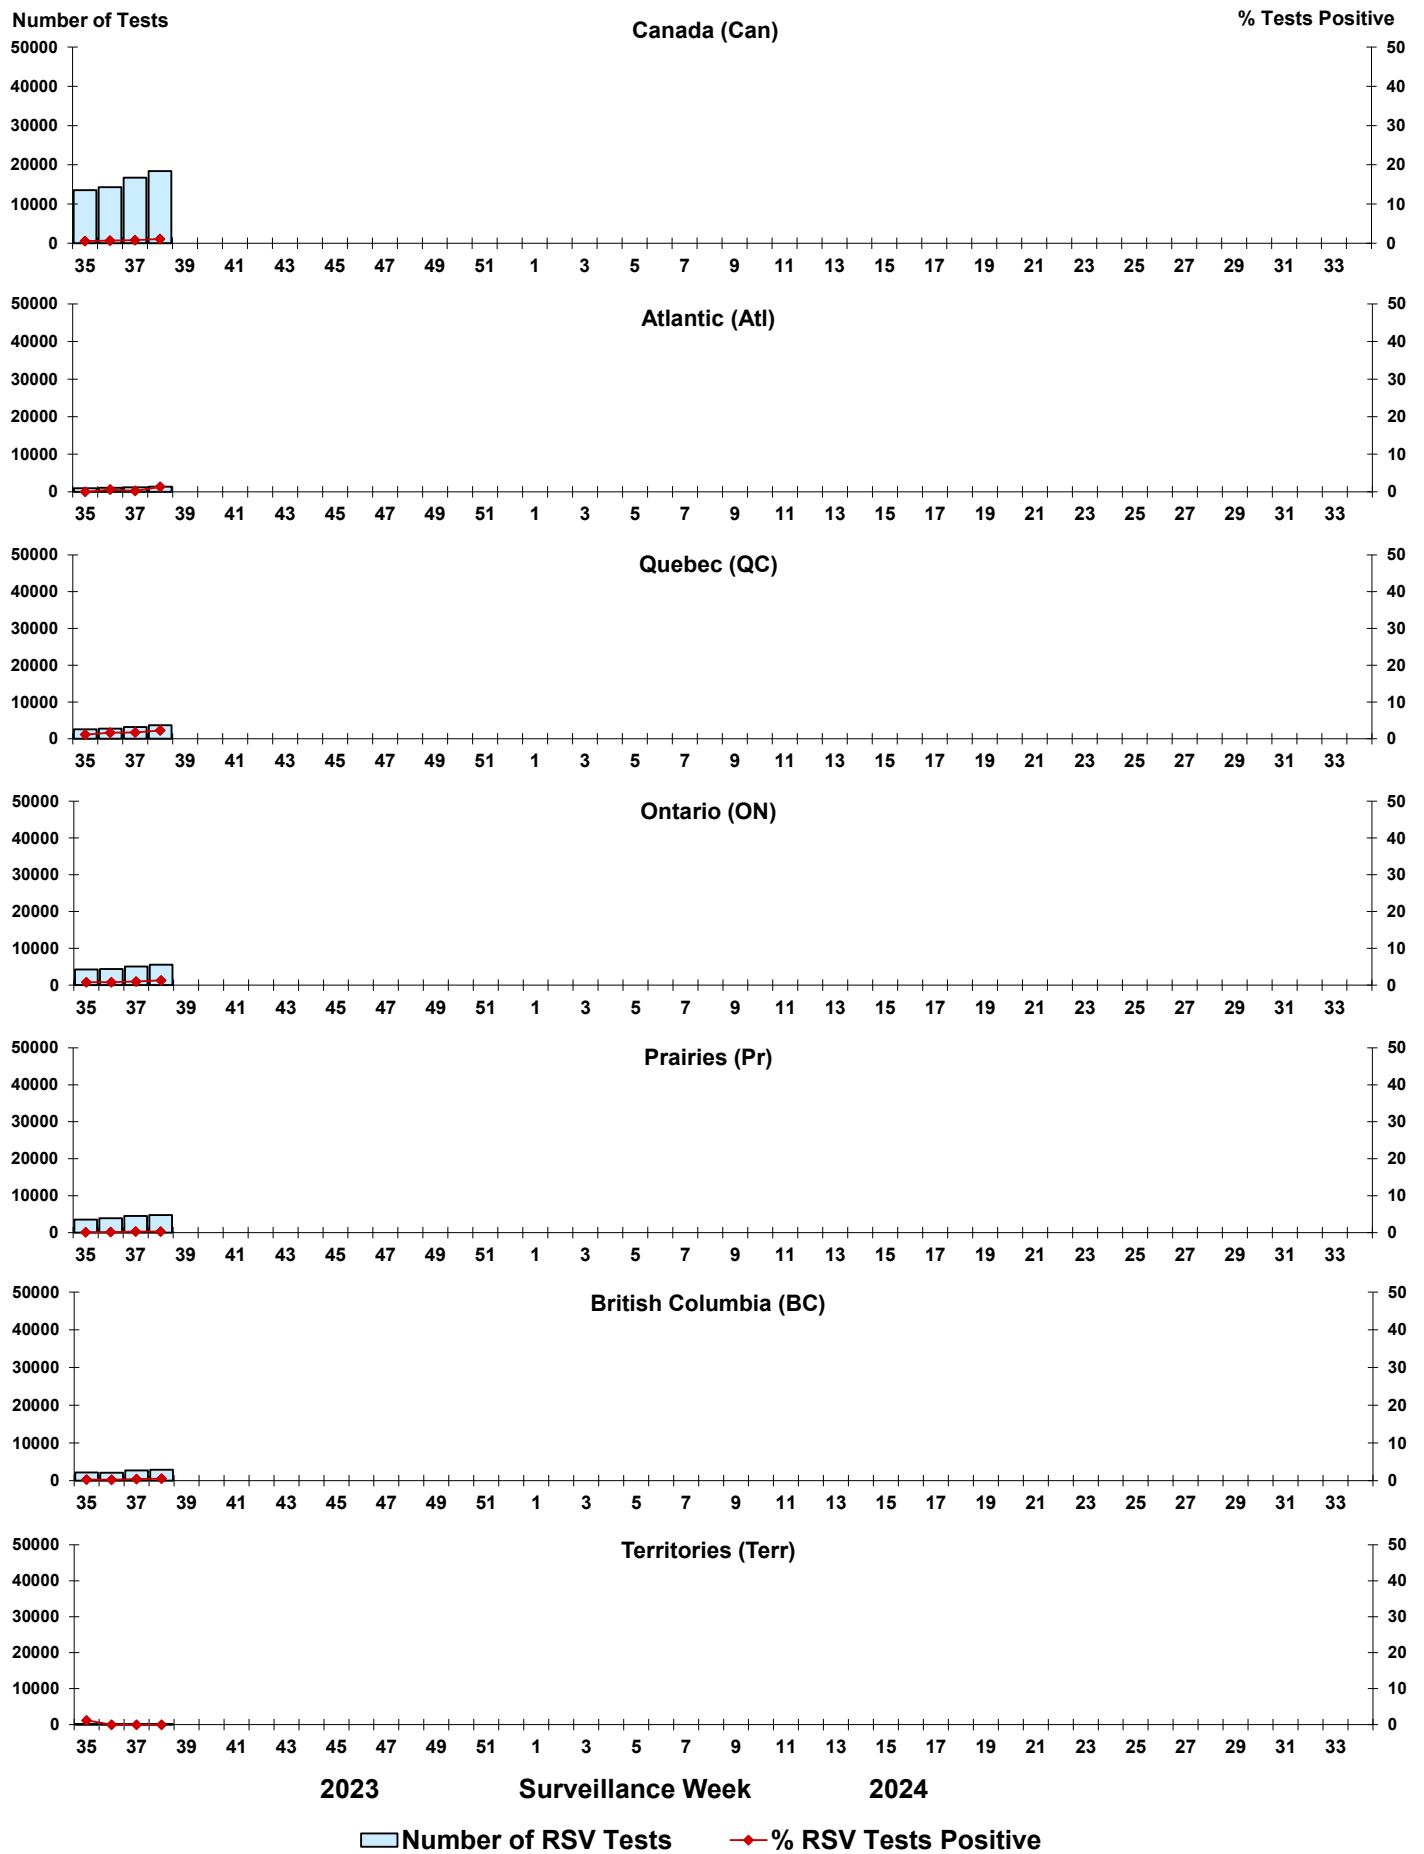 Number of Tests Canada (Can) % Tests Positive
50000 50
40000 40
30000 30
20000 20
10000 10
0 0
35 37 39 41 43 45 47 49 51 1 3 5 7 9 11 13 15 17 19 21 23 25 27 29 31 33
Atlantic (Atl)
50000 50
40000 40
30000 30
20000 20
10000 10
0 0
35 37 39 41 43 45 47 49 51 1 3 5 7 9 11 13 15 17 19 21 23 25 27 29 31 33
Quebec (QC)
50000 50
40000 40
30000 30
20000 20
10000 10
0 0
35 37 39 41 43 45 47 49 51 1 3 5 7 9 11 13 15 17 19 21 23 25 27 29 31 33
Ontario (ON)
50000 50
40000 40
30000 30
20000 20
10000 10
0 0
35 37 39 41 43 45 47 49 51 1 3 5 7 9 11 13 15 17 19 21 23 25 27 29 31 33
Prairies (Pr)
50000 50
40000 40
30000 30
20000 20
10000 10
0 0
35 37 39 41 43 45 47 49 51 1 3 5 7 9 11 13 15 17 19 21 23 25 27 29 31 33
British Columbia (BC)
50000 50
40000 40
30000 30
20000 20
10000 10
0 0
35 37 39 41 43 45 47 49 51 1 3 5 7 9 11 13 15 17 19 21 23 25 27 29 31 33
Territories (Terr)
50000 50
40000 40
30000 30
20000 20
10000 10
0 0
35 37 39 41 43 45 47 49 51 1 3 5 7 9 11 13 15 17 19 21 23 25 27 29 31 33
2023 Surveillance Week 2024
Number of RSV Tests % RSV Tests Positive